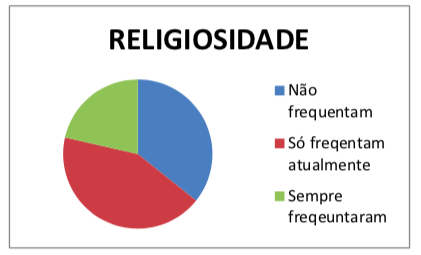 RELIGIOSIDADE
Não
frequentam
Só freqentam
atualmente
Sempre
freqeuntaram